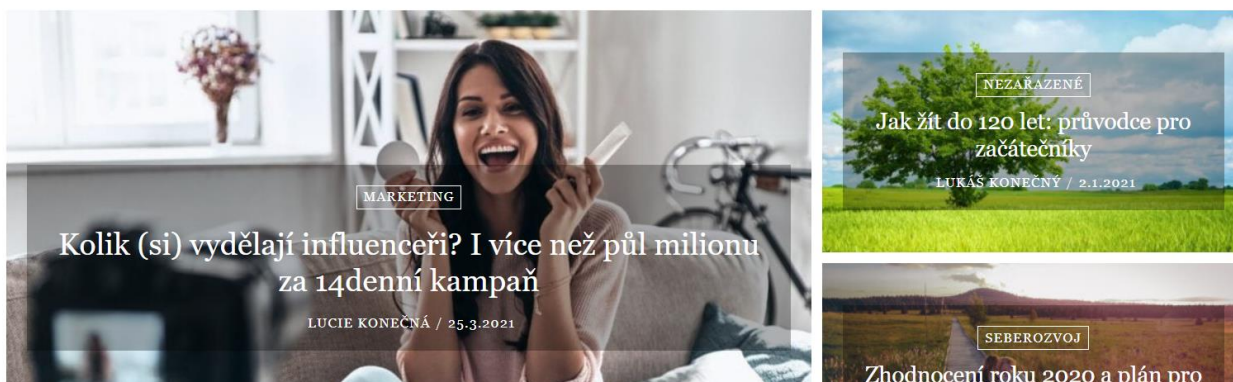 MARKETING
Kolik (si) vydělají influenceři? I více než půl milionu
za 14denní kampaň
LUCIE KONEČNÁ / 25.3.2021
NEZAŘAZENÉ
Jak žít do 120 let: průvodce pro
začátečníky
LUKÁŠ KONEČNÝ / 2.1.2021
SEBEROZVOJ
Zhodnocení roku 2020 a plán pro